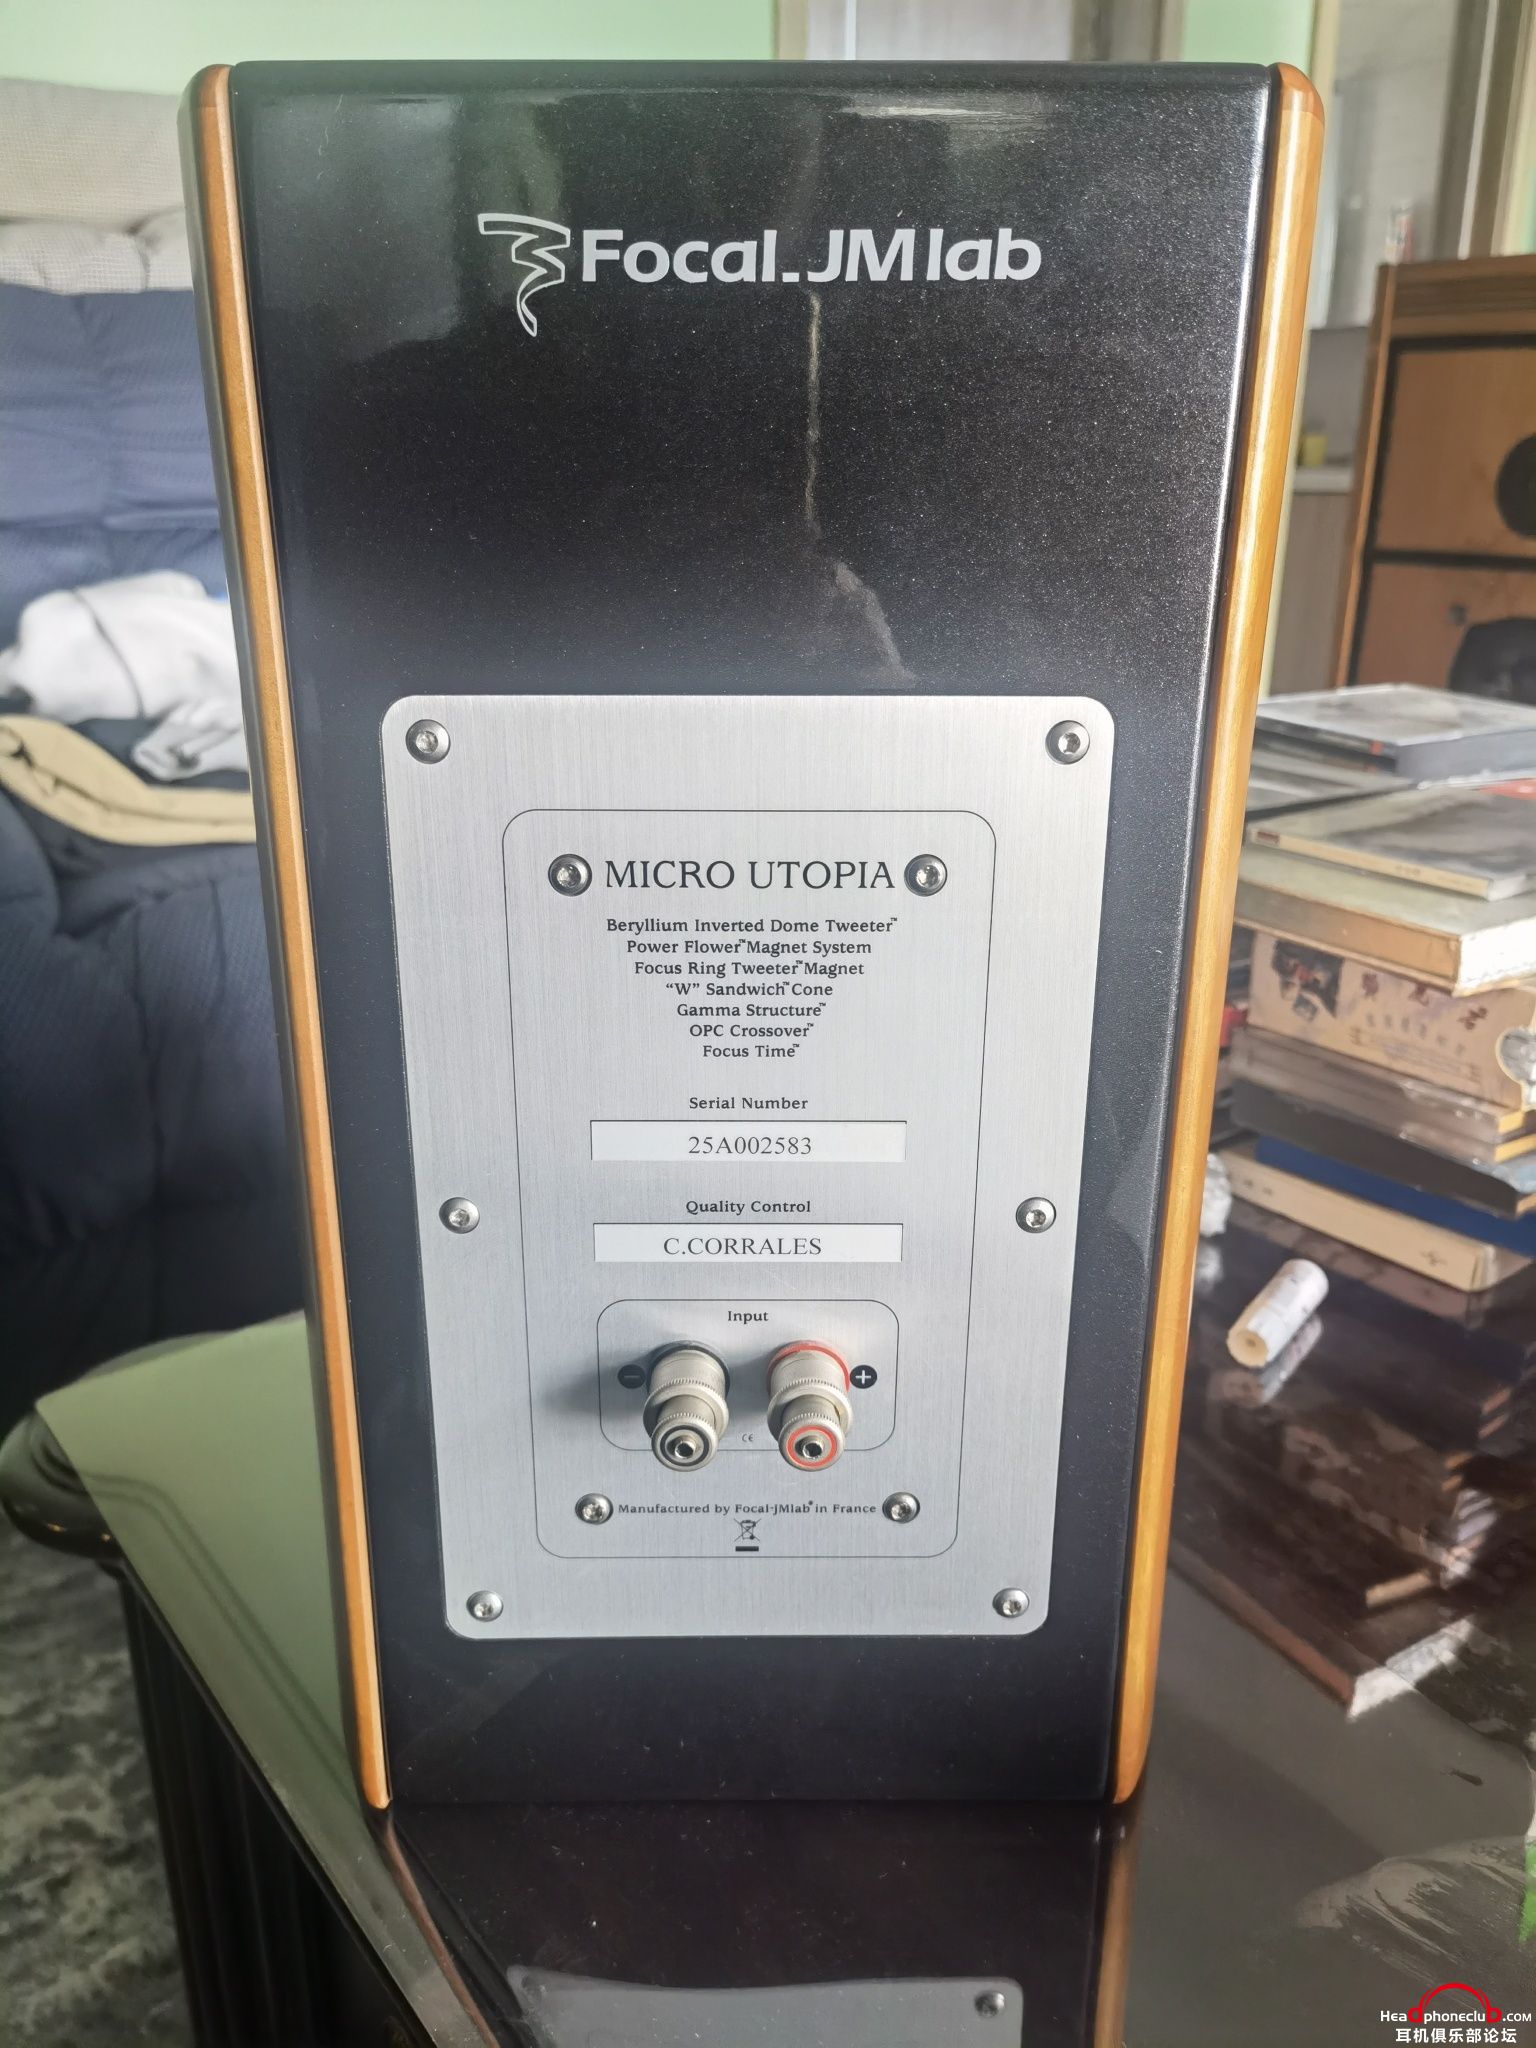 Focal.JMlab
MICRO UTOPIA
Beryllium Inverted Dome Tweeter™
Power Flower™ Magnet System
Focus Ring Tweeter™ Magnet
“W” Sandwich™ Cone
Gamma Structure™
OPC Crossover™
Focus Time™
Serial Number
25A002583
Quality Control
C.CORRALES
Input
− +
CE
Manufactured by Focal-JMlab® in France
Headphoneclub.com
耳机俱乐部论坛